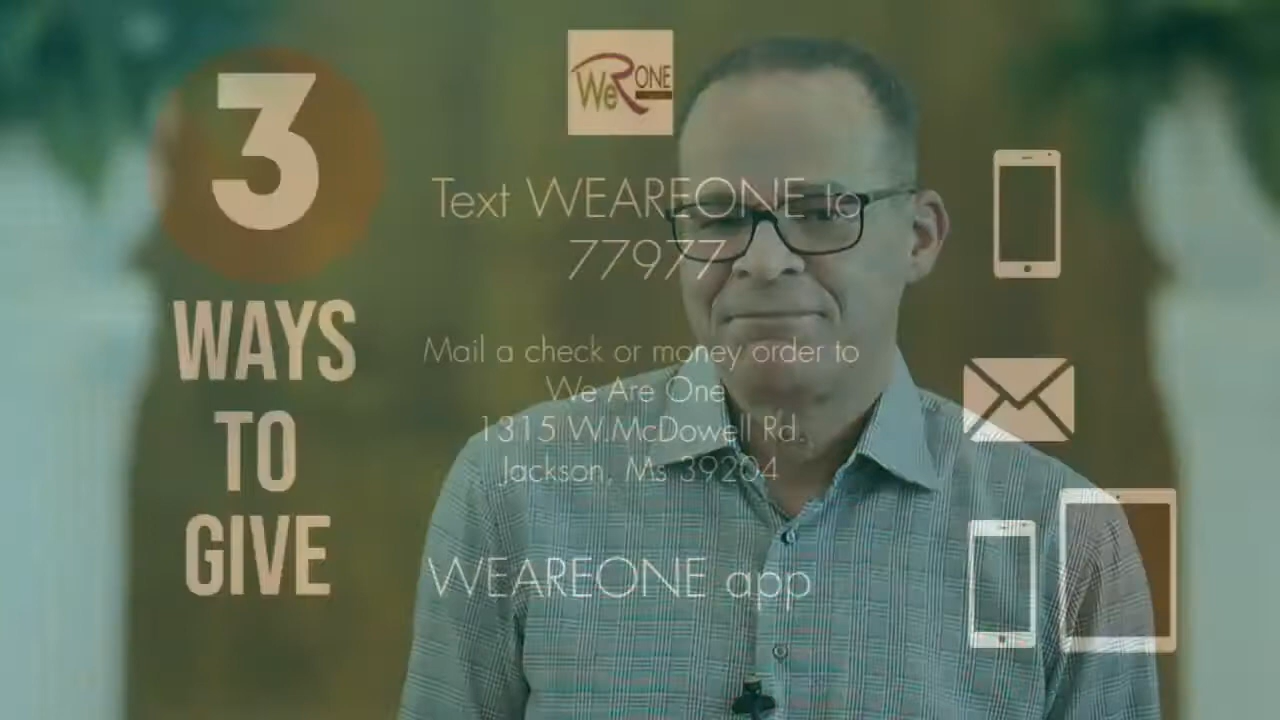 3
WAYS
TO
GIVE
WeRONE
Text WEAREONE to
77977
Mail a check or money order to
We Are One
1315 W.McDowell Rd.
Jackson, Ms 39204
WEAREONE app